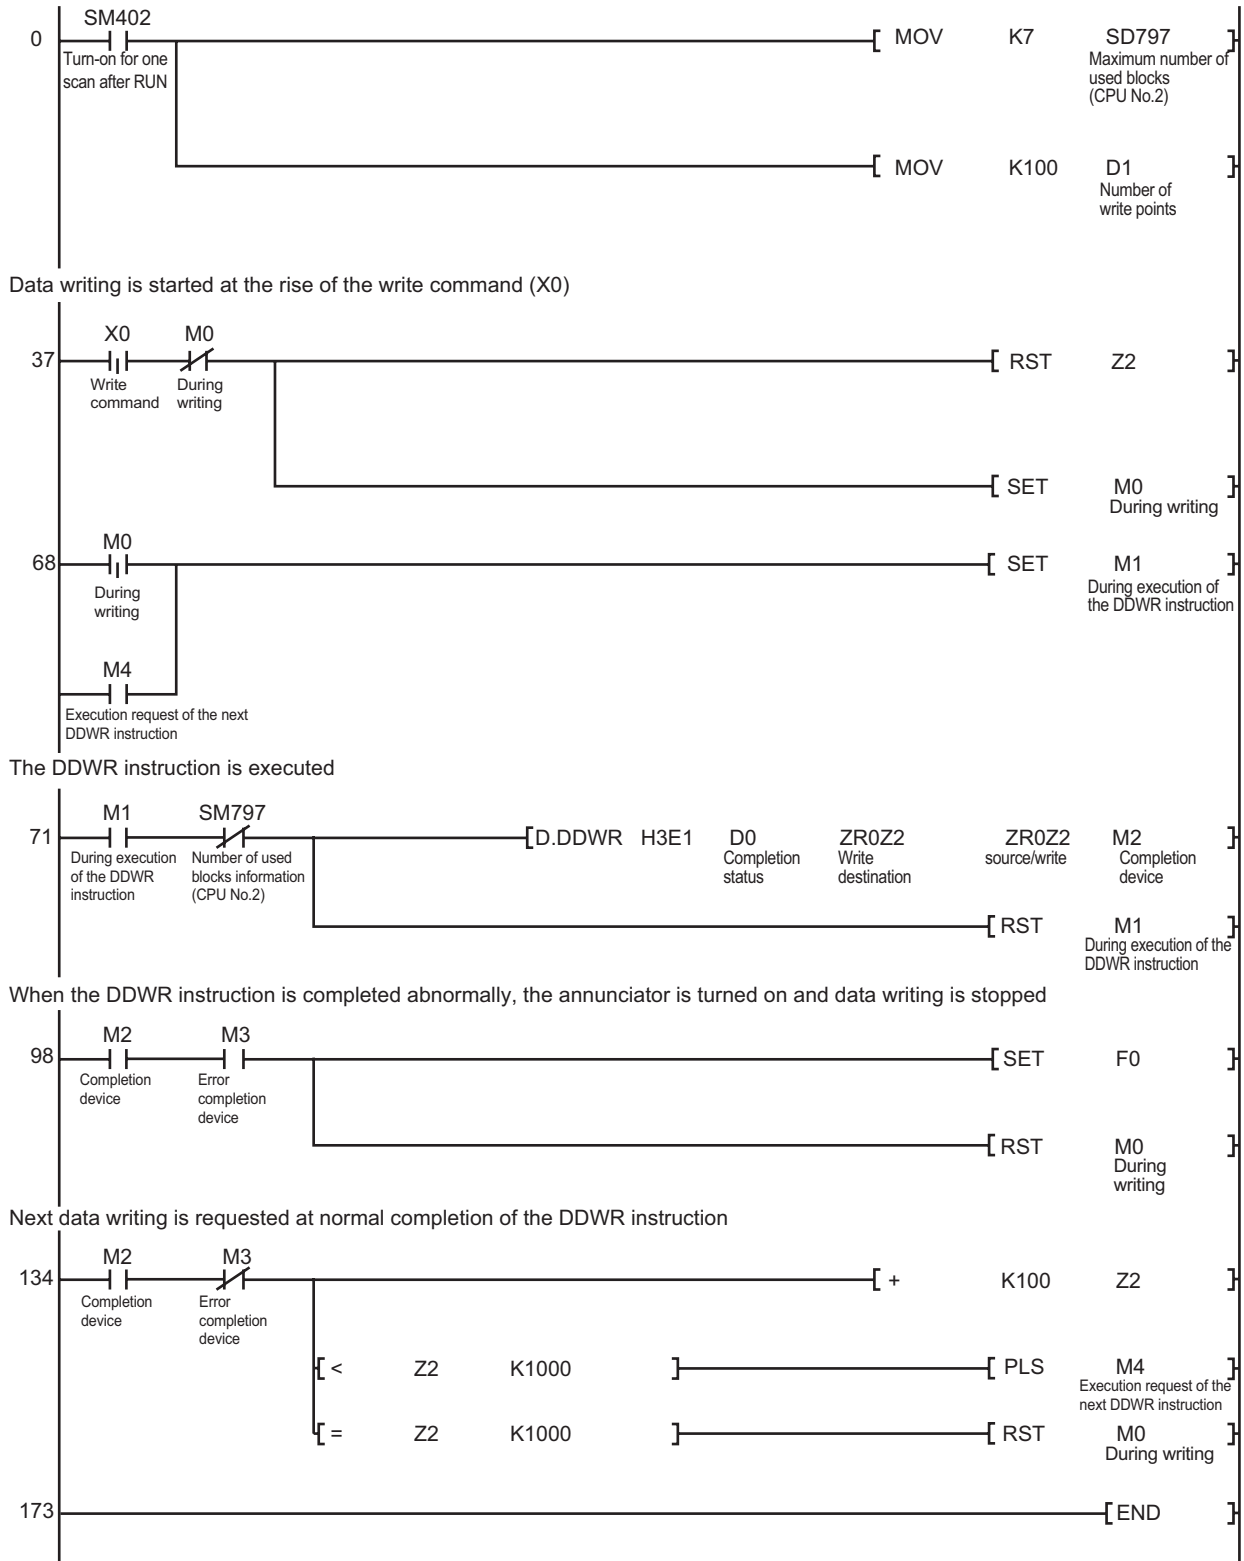 SM402
0 MOV K7 SD797
Turn-on for one
scan after RUN
Maximum number of
used blocks
(CPU No.2)
MOV K100 D1
Number of
write points
Data writing is started at the rise of the write command (X0)
X0 M0
37 RST Z2
Write
command
During
writing
SET M0
During writing
M0
68 SET M1
During
writing
During execution of
the DDWR instruction
M4
Execution request of the next
DDWR instruction
The DDWR instruction is executed
M1 SM797
71 D.DDWR H3E1 D0 ZR0Z2 ZR0Z2 M2
During execution
of the DDWR
instruction
Number of used
blocks information
(CPU No.2)
Completion
status
Write
destination
source/write
Completion
device
RST M1
During execution of the
DDWR instruction
When the DDWR instruction is completed abnormally, the annunciator is turned on and data writing is stopped
M2 M3
98 SET F0
Completion
device
Error
completion
device
RST M0
During
writing
Next data writing is requested at normal completion of the DDWR instruction
M2 M3
134 + K100 Z2
Completion
device
Error
completion
device
< Z2 K1000 PLS M4
Execution request of the
next DDWR instruction
= Z2 K1000 RST M0
During writing
173 END